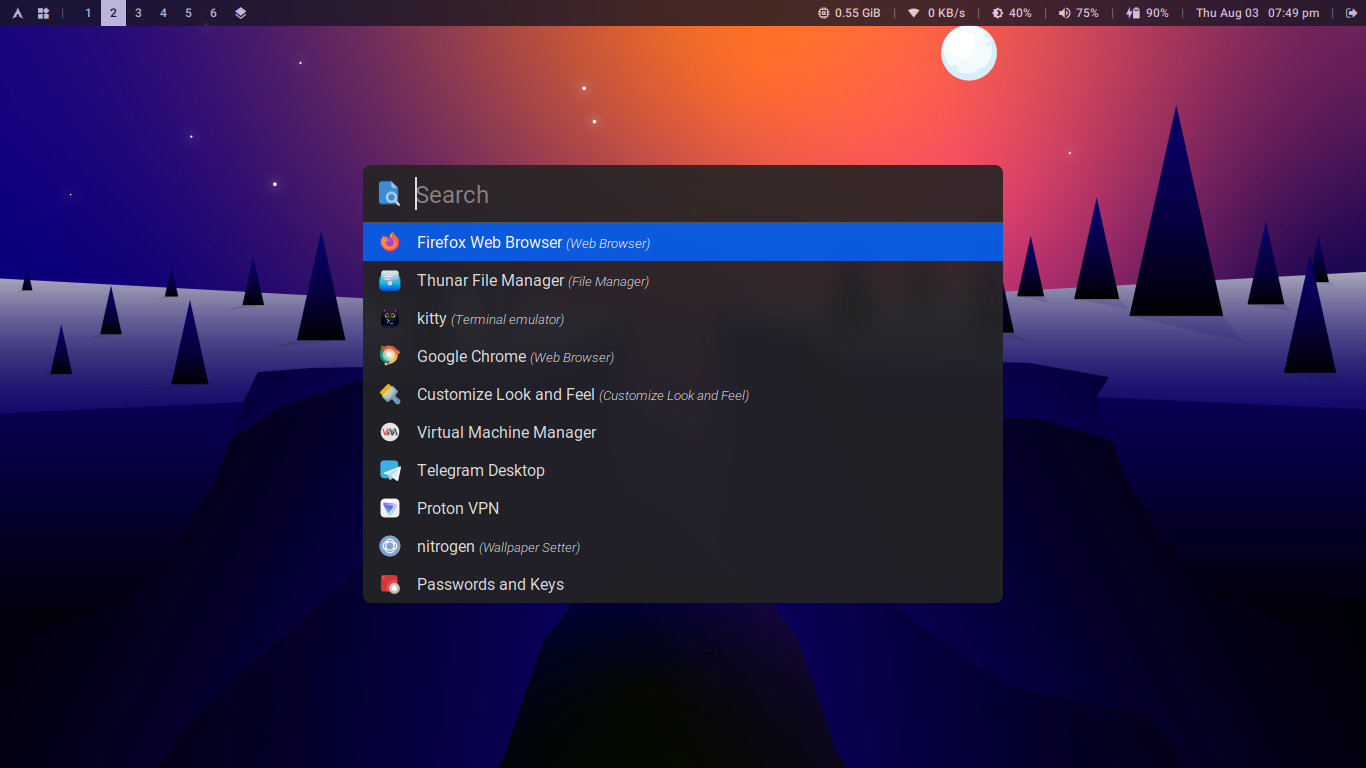 1 2 3 4 5 6 0.55 GiB 0 KB/s 40% 75% 90% Thu Aug 03 07:49 pm
Search
Firefox Web Browser (Web Browser)
Thunar File Manager (File Manager)
kitty (Terminal emulator)
Google Chrome (Web Browser)
Customize Look and Feel (Customize Look and Feel)
Virtual Machine Manager
Telegram Desktop
Proton VPN
nitrogen (Wallpaper Setter)
Passwords and Keys